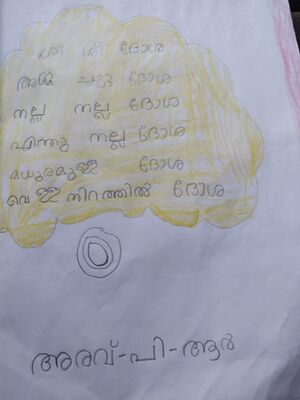 ശീ ശീ ദോശ
അമ്മ ചുട്ട ദോശ
നല്ല നല്ല ദോശ
എന്തു നല്ല ദോശ
മധുരമുള്ള ദോശ
വെള്ള നിറത്തിൽ ദോശ
അരവ്-പി-ആർ